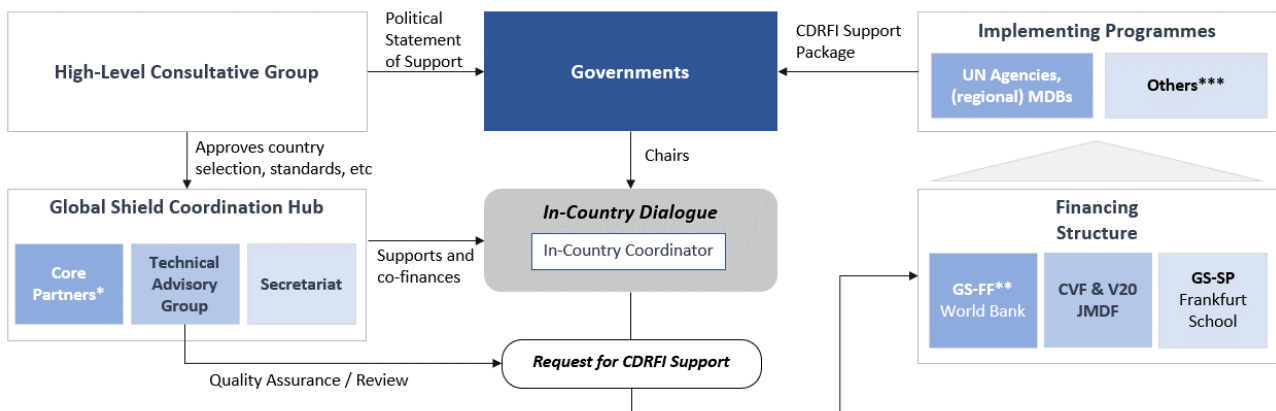 Political
Statement
of Support
High-Level Consultative Group
Governments
CDRFI Support
Package
Implementing Programmes
UN Agencies,
(regional) MDBs
Others***
Approves country
selection, standards, etc
Chairs
Global Shield Coordination Hub
Core
Partners*
Technical
Advisory
Group
Secretariat
Supports and
co-finances
In-Country Dialogue
In-Country Coordinator
Financing
Structure
GS-FF**
World Bank
CVF & V20
JMDF
GS-SP
Frankfurt
School
Quality Assurance / Review
Request for CDRFI Support